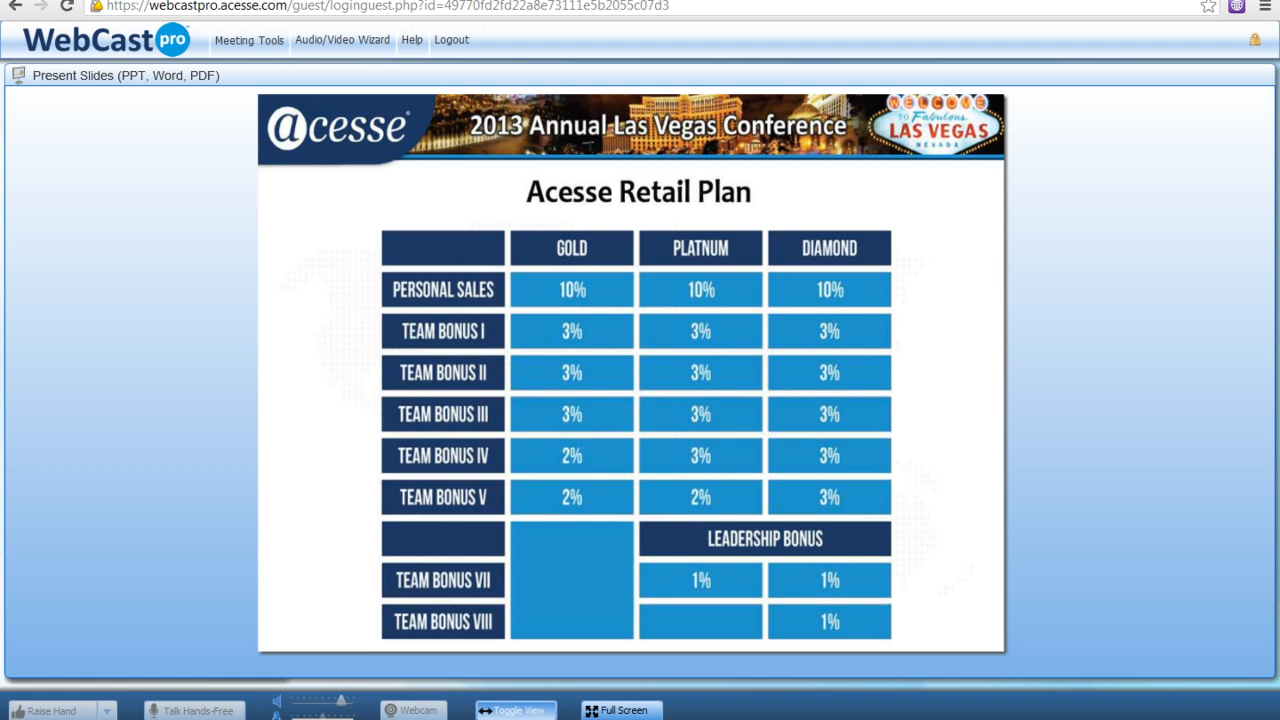 https://webcastpro.acesse.com/guest/loginguest.php?id=49770fd2fd22a8e73111e5b2055c07d3
WebCast pro Meeting Tools Audio/Video Wizard Help Logout
Present Slides (PPT, Word, PDF)
@cesse® 2013 Annual Las Vegas Conference
WELCOME
TO Fabulous
LAS VEGAS
NEVADA
Acesse Retail Plan
GOLD PLATNUM DIAMOND
PERSONAL SALES 10% 10% 10%
TEAM BONUS I 3% 3% 3%
TEAM BONUS II 3% 3% 3%
TEAM BONUS III 3% 3% 3%
TEAM BONUS IV 2% 3% 3%
TEAM BONUS V 2% 2% 3%
LEADERSHIP BONUS
TEAM BONUS VII 1% 1%
TEAM BONUS VIII 1%
Raise Hand Talk Hands-Free Webcam Toggle View Full Screen